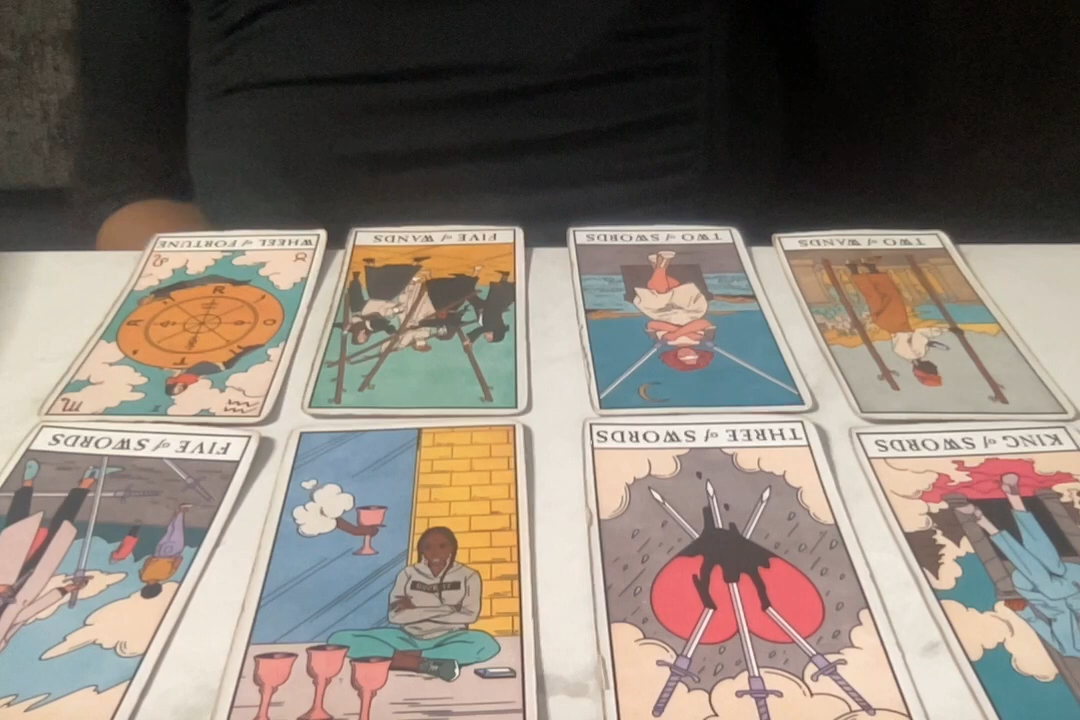 WHEEL of FORTUNE
FIVE of WANDS
TWO of SWORDS
TWO of WANDS
FIVE of SWORDS
THREE of SWORDS
KING of SWORDS